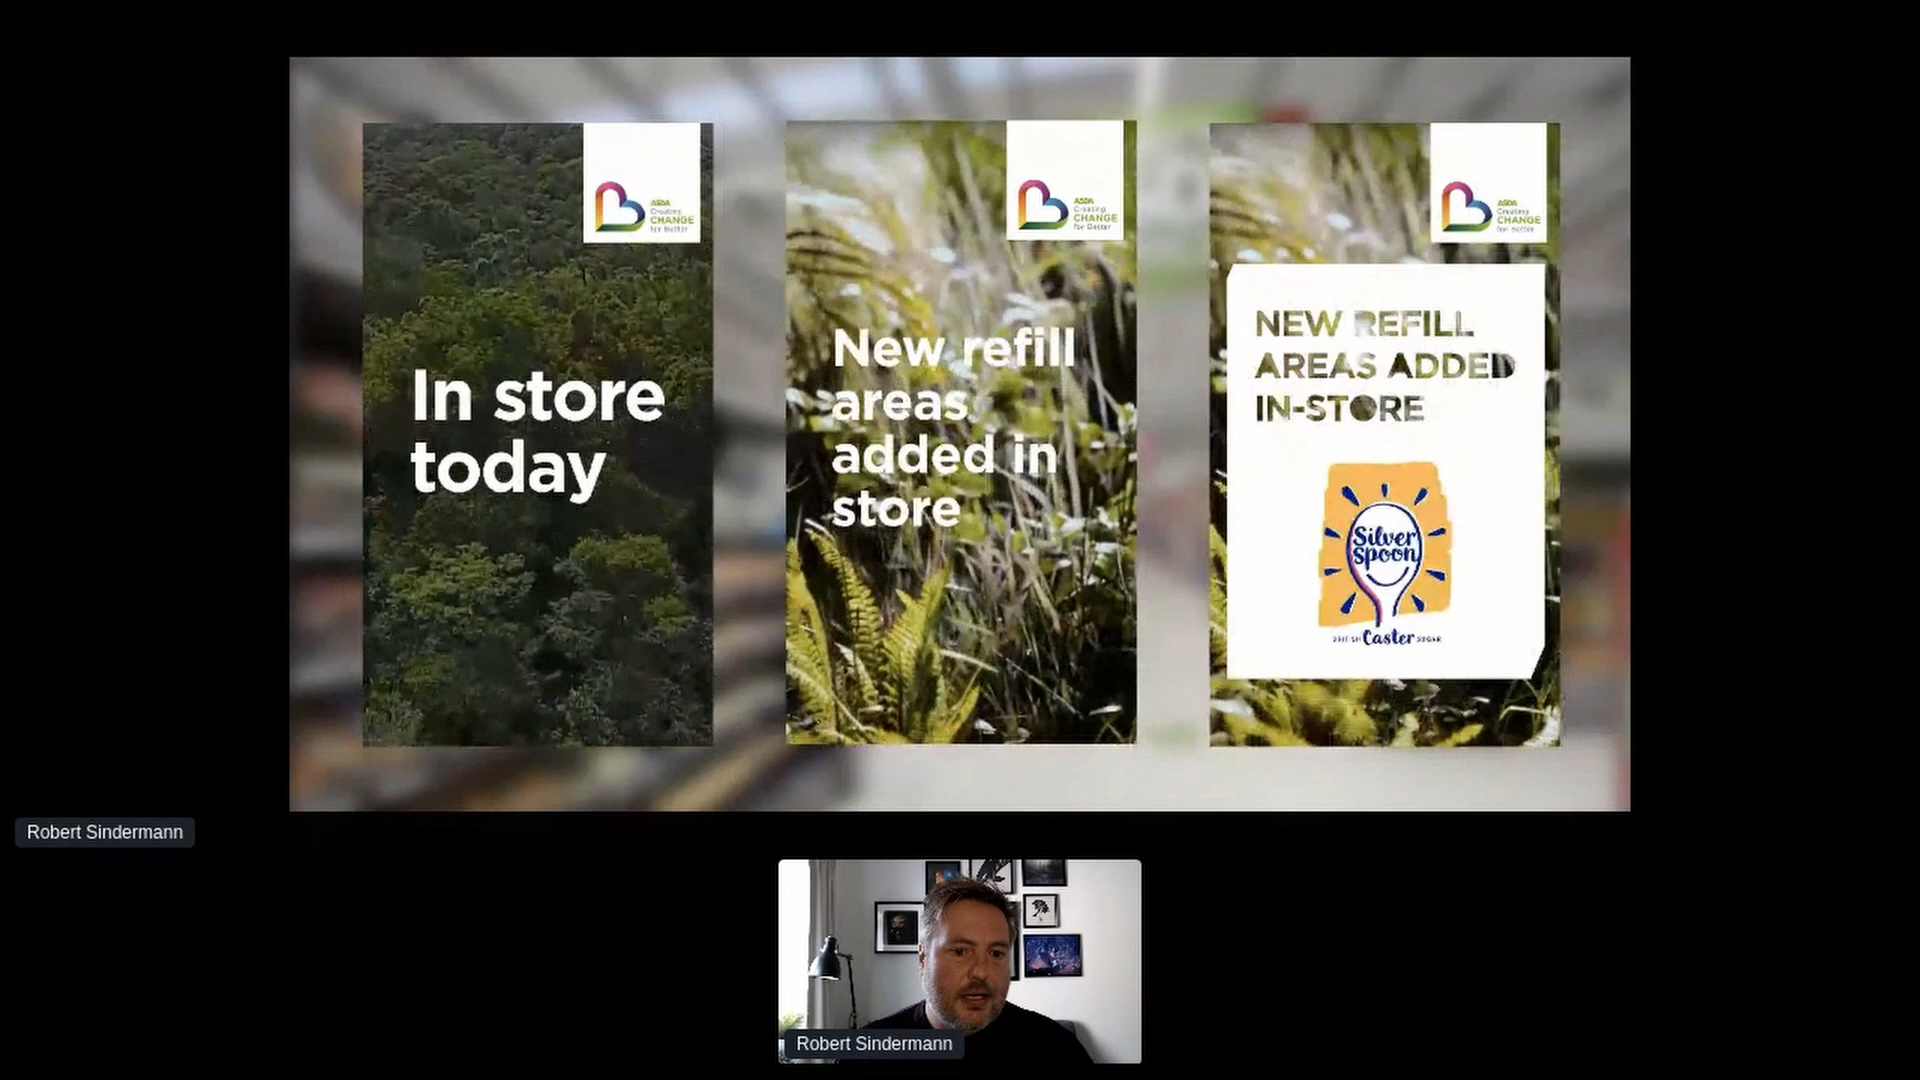 ASDA
Creating
CHANGE
for Better
In store
today
ASDA
Creating
CHANGE
for Better
New refill
areas
added in
store
ASDA
Creating
CHANGE
for Better
NEW REFILL
AREAS ADDED
IN-STORE
Silver
Spoon
BRITISH Caster SUGAR
Robert Sindermann
Robert Sindermann